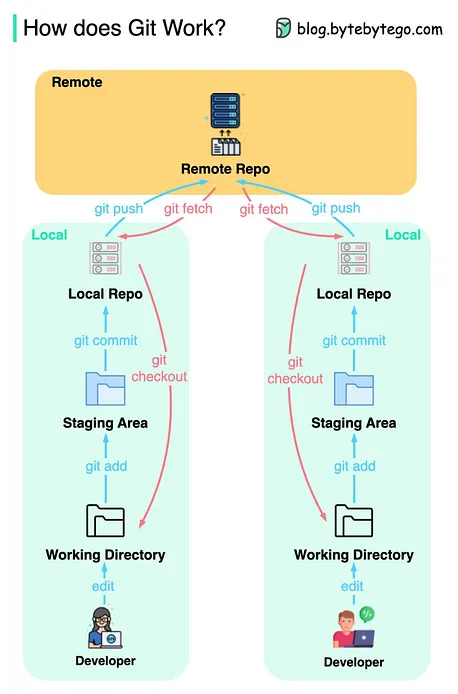 How does Git Work?
blog.bytebytego.com
Remote
Remote Repo
git push
git fetch
git fetch
git push
Local
Local
Local Repo
Local Repo
git commit
git
checkout
git commit
git
checkout
Staging Area
Staging Area
git add
git add
Working Directory
Working Directory
edit
edit
Developer
Developer